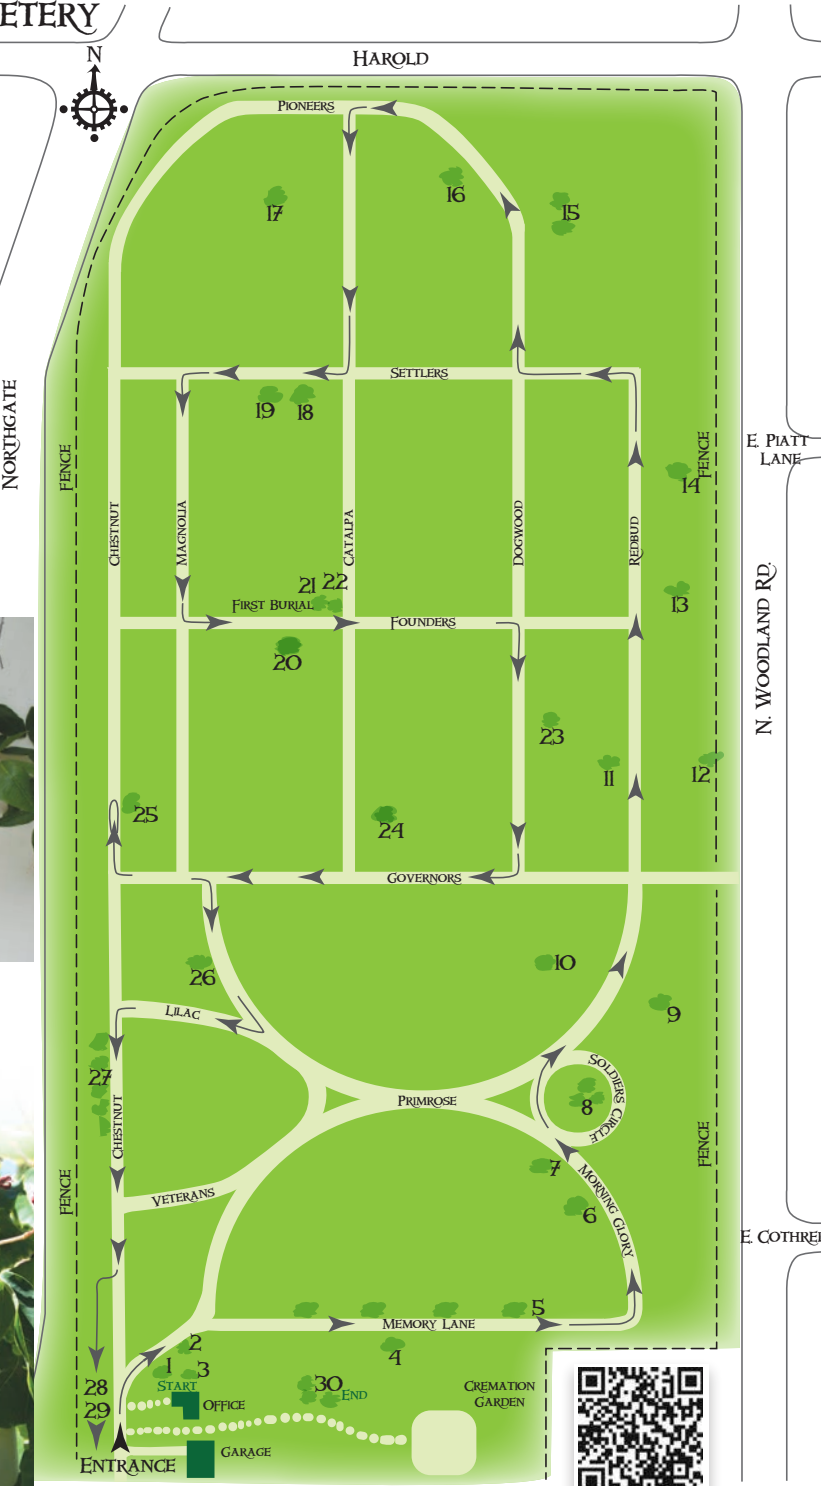 ETERY
N
HAROLD
PIONEERS
16
17
15
NORTHGATE
SETTLERS
19
18
E. PIATT
LANE
FENCE
FENCE
14
CHESTNUT
MAGNOLIA
CATALPA
DOGWOOD
REDBUD
21
22
FIRST BURIAL
13
FOUNDERS
N. WOODLAND RD.
20
23
11
12
25
24
GOVERNORS
26
10
LILAC
9
27
SOLDIERS CIRCLE
8
PRIMROSE
CHESTNUT
FENCE
7
FENCE
VETERANS
MORNING GLORY
6
E. COTHREL
5
MEMORY LANE
2
4
1
3
START
28
30
END
CREMATION
GARDEN
29
OFFICE
GARAGE
ENTRANCE